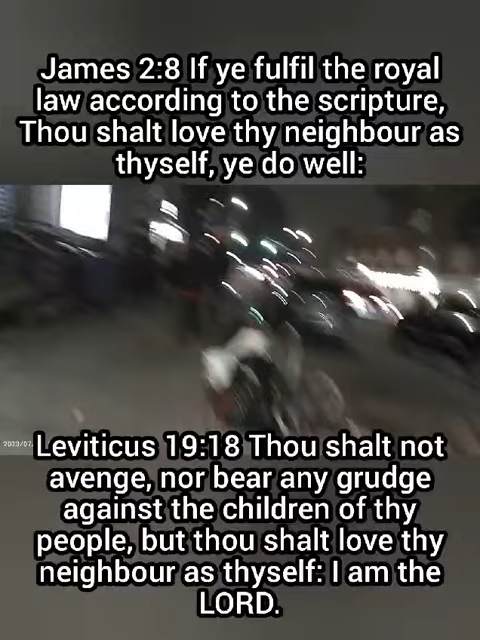 James 2:8 If ye fulfil the royal
law according to the scripture,
Thou shalt love thy neighbour as
thyself, ye do well:
Leviticus 19:18 Thou shalt not
avenge, nor bear any grudge
against the children of thy
people, but thou shalt love thy
neighbour as thyself: I am the
LORD.